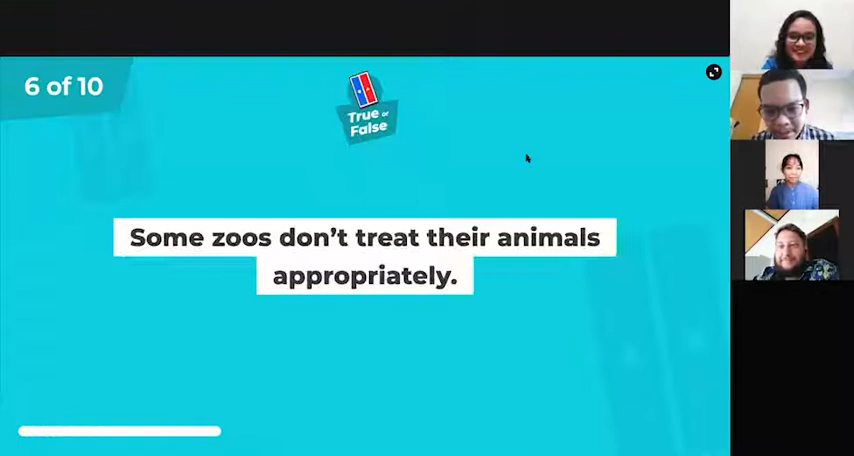 6 of 10
True or
False
Some zoos don't treat their animals
appropriately.